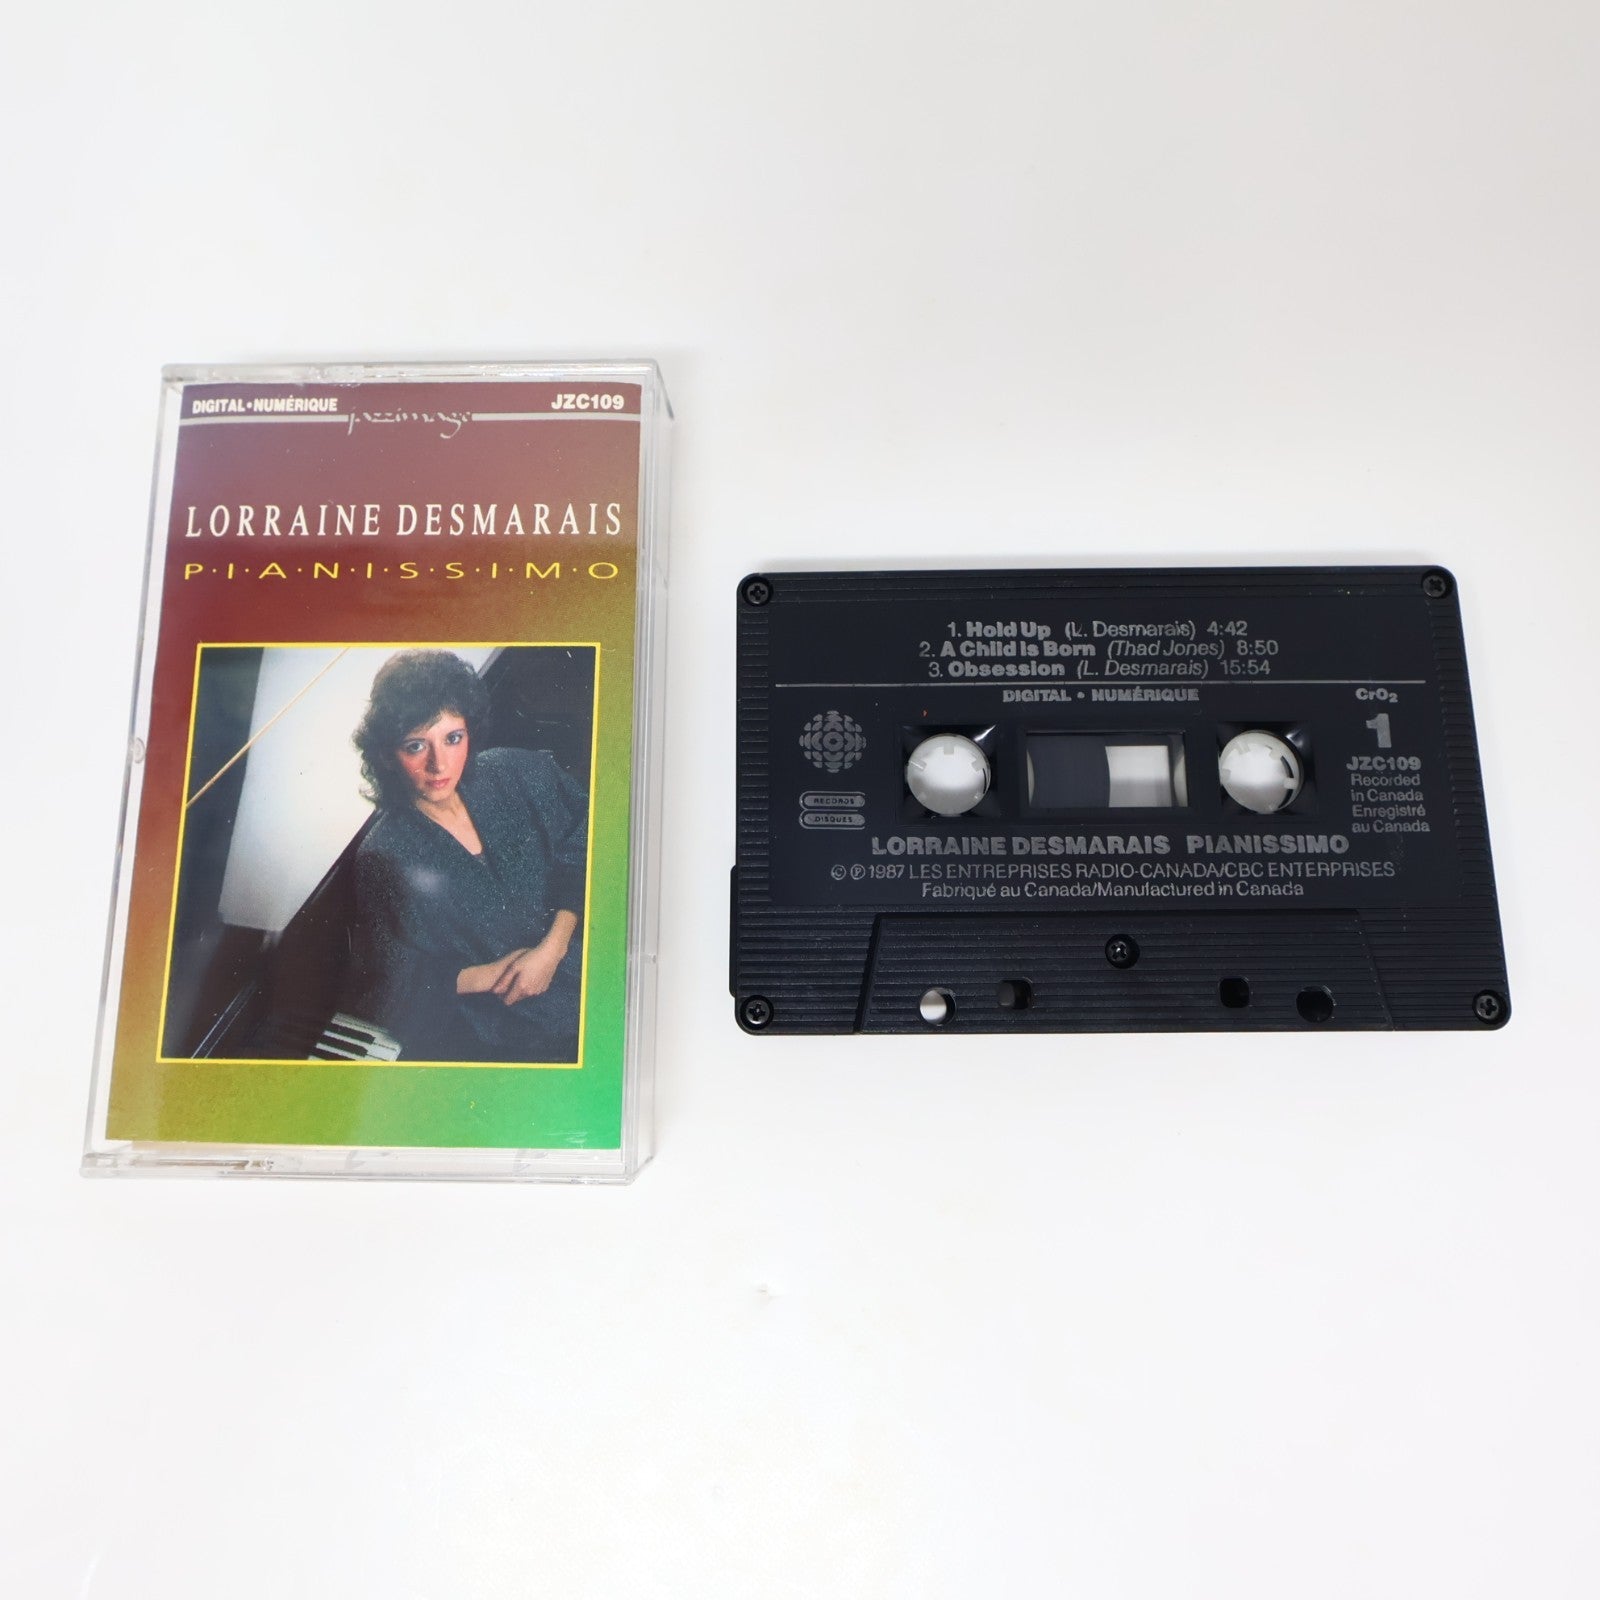 DIGITAL•NUMÉRIQUE
jazzimage
JZC109
LORRAINE DESMARAIS
P·I·A·N·I·S·S·I·M·O
1. Hold Up (L. Desmarais) 4:42
2. A Child Is Born (Thad Jones) 8:50
3. Obsession (L. Desmarais) 15:54
DIGITAL • NUMÉRIQUE
CrO2
1
JZC109
Recorded
in Canada
Enregistré
au Canada
RECORDS
DISQUES
LORRAINE DESMARAIS PIANISSIMO
© ℗ 1987 LES ENTREPRISES RADIO-CANADA/CBC ENTERPRISES
Fabriqué au Canada/Manufactured in Canada